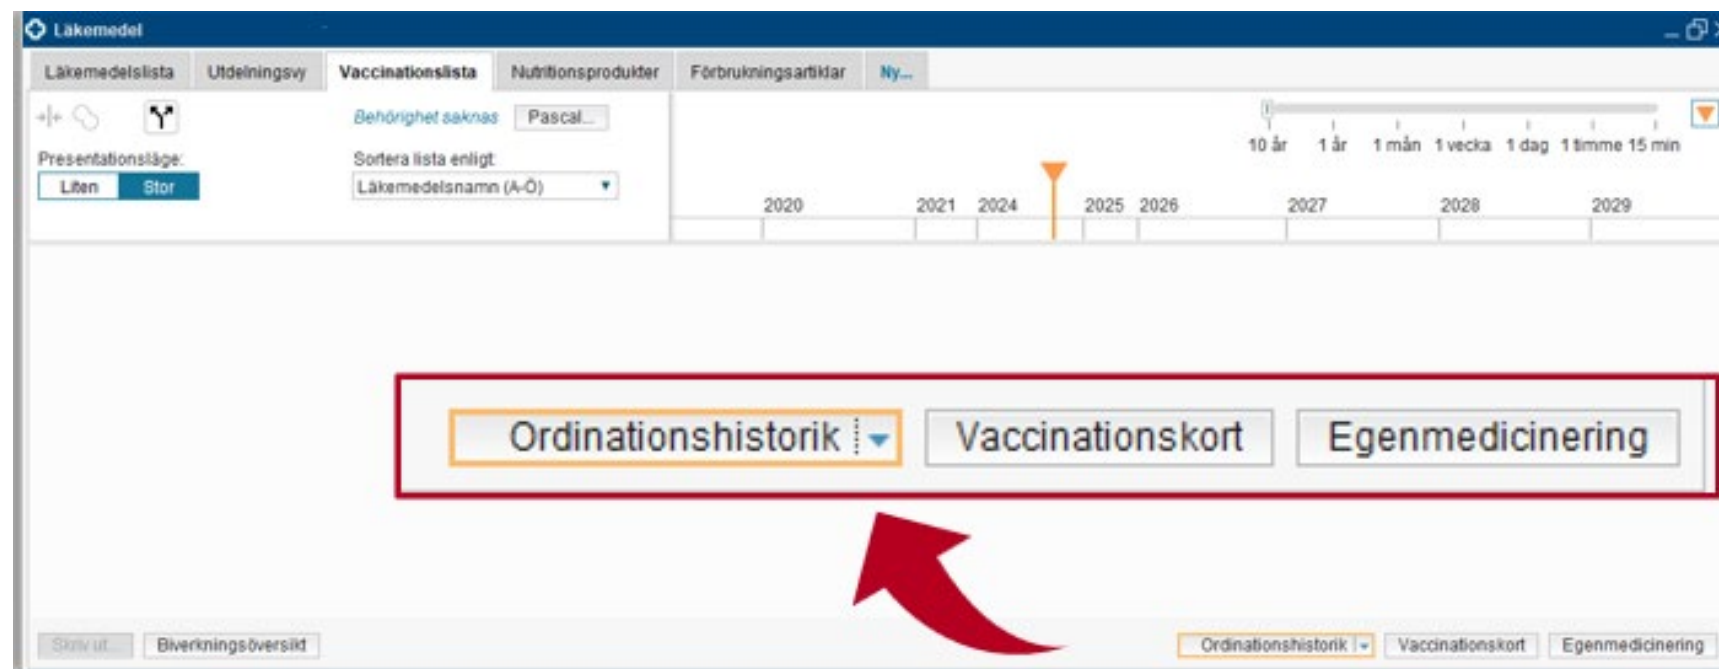 Läkemedel
Läkemedelslista Utdelningsvy Vaccinationslista Nutritionsprodukter Förbrukningsartiklar Ny...
Behörighet saknas Pascal...
10 år 1 år 1 mån 1 vecka 1 dag 1 timme 15 min
Presentationsläge: Sortera lista enligt:
Liten Stor Läkemedelsnamn (A-Ö)
2020 2021 2024 2025 2026 2027 2028 2029
Ordinationshistorik Vaccinationskort Egenmedicinering
Skriv ut... Biverkningsöversikt Ordinationshistorik Vaccinationskort Egenmedicinering